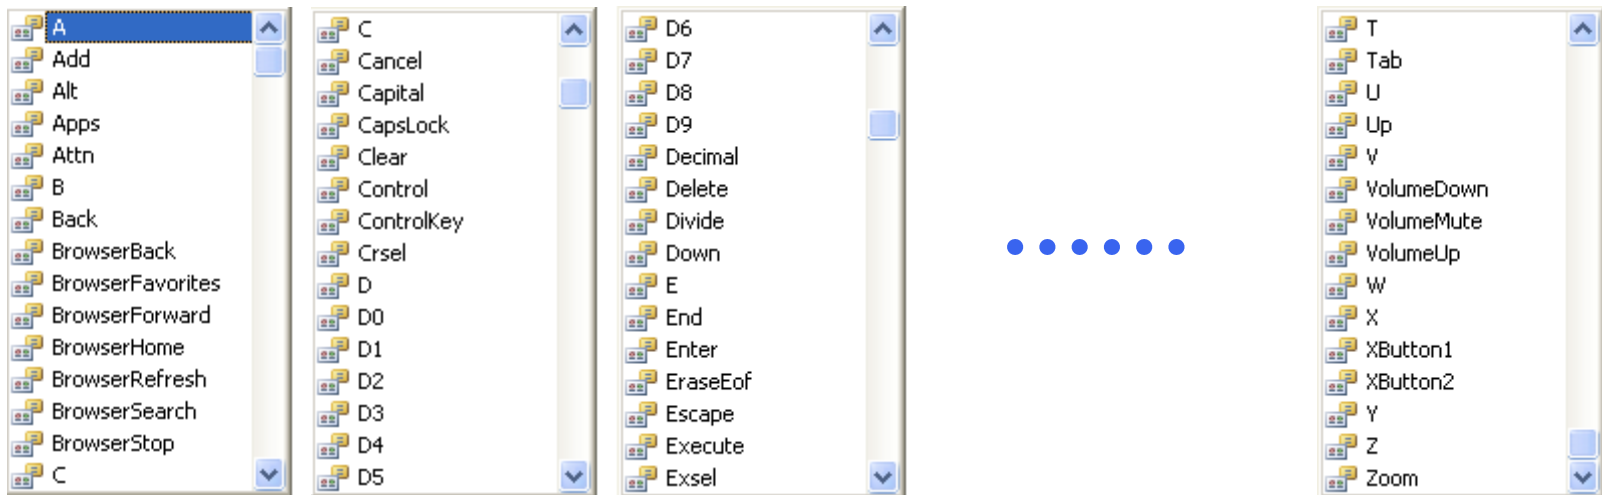 A
Add
Alt
Apps
Attn
B
Back
BrowserBack
BrowserFavorites
BrowserForward
BrowserHome
BrowserRefresh
BrowserSearch
BrowserStop
C
C
Cancel
Capital
CapsLock
Clear
Control
ControlKey
Crsel
D
D0
D1
D2
D3
D4
D5
D6
D7
D8
D9
Decimal
Delete
Divide
Down
E
End
Enter
EraseEof
Escape
Execute
Exsel
T
Tab
U
Up
V
VolumeDown
VolumeMute
VolumeUp
W
X
XButton1
XButton2
Y
Z
Zoom